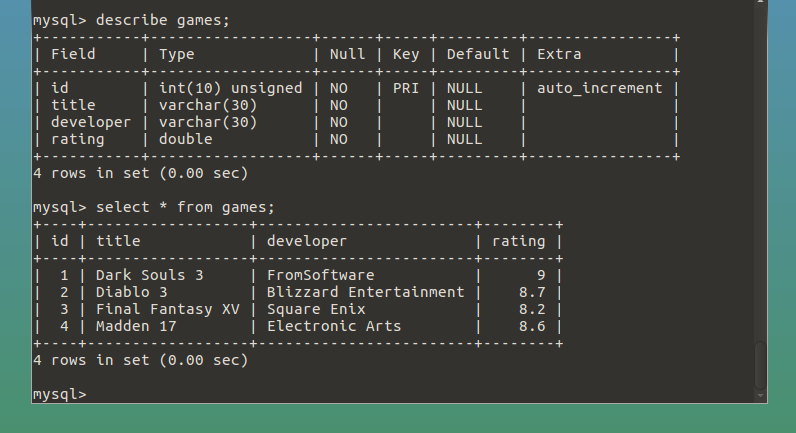 mysql> describe games;
+-----------+------------------+------+-----+---------+----------------+
| Field     | Type             | Null | Key | Default | Extra          |
+-----------+------------------+------+-----+---------+----------------+
| id        | int(10) unsigned | NO   | PRI | NULL    | auto_increment |
| title     | varchar(30)      | NO   |     | NULL    |                |
| developer | varchar(30)      | NO   |     | NULL    |                |
| rating    | double           | NO   |     | NULL    |                |
+-----------+------------------+------+-----+---------+----------------+
4 rows in set (0.00 sec)

mysql> select * from games;
+----+------------------+------------------------+--------+
| id | title            | developer              | rating |
+----+------------------+------------------------+--------+
|  1 | Dark Souls 3     | FromSoftware           |      9 |
|  2 | Diablo 3         | Blizzard Entertainment |    8.7 |
|  3 | Final Fantasy XV | Square Enix            |    8.2 |
|  4 | Madden 17        | Electronic Arts        |    8.6 |
+----+------------------+------------------------+--------+
4 rows in set (0.00 sec)

mysql>